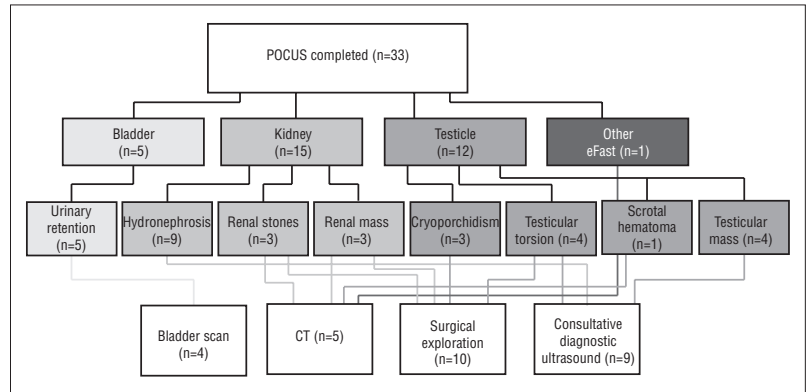 POCUS completed (n=33)
Bladder
(n=5)
Kidney
(n=15)
Testicle
(n=12)
Other
eFast (n=1)
Urinary
retention
(n=5)
Hydronephrosis
(n=9)
Renal stones
(n=3)
Renal mass
(n=3)
Cryoporchidism
(n=3)
Testicular
torsion (n=4)
Scrotal
hematoma
(n=1)
Testicular
mass (n=4)
Bladder scan
(n=4)
CT (n=5)
Surgical
exploration
(n=10)
Consultative
diagnostic
ultrasound (n=9)